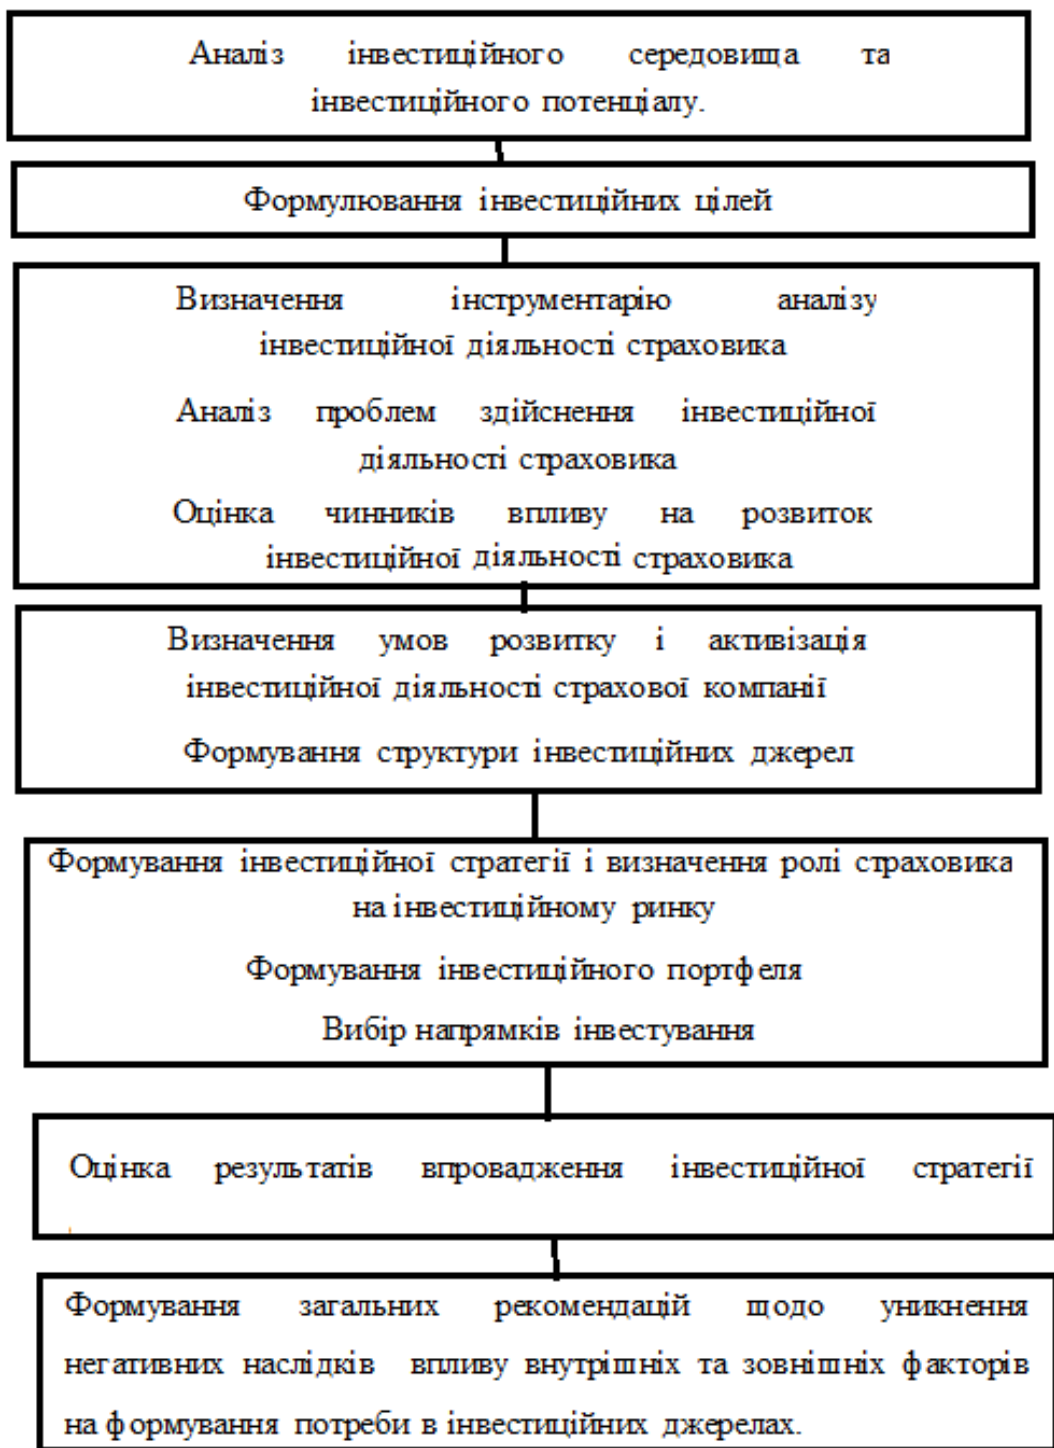 Аналіз інвестиційного середовища та
інвестиційного потенціалу.
Формулювання інвестиційних цілей
Визначення інструментарію аналізу
інвестиційної діяльності страховика
Аналіз проблем здійснення інвестиційної
діяльності страховика
Оцінка чинників впливу на розвиток
інвестиційної діяльності страховика
Визначення умов розвитку і активізація
інвестиційної діяльності страхової компанії
Формування структури інвестиційних джерел
Формування інвестиційної стратегії і визначення ролі страховика
на інвестиційному ринку
Формування інвестиційного портфеля
Вибір напрямків інвестування
Оцінка результатів впровадження інвестиційної стратегії
Формування загальних рекомендацій щодо уникнення
негативних наслідків впливу внутрішніх та зовнішніх факторів
на формування потреби в інвестиційних джерелах.